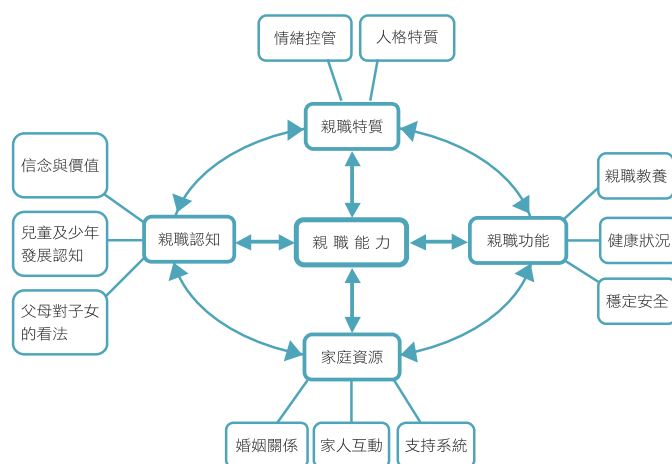 情緒控管
人格特質
親職特質
信念與價值
兒童及少年
發展認知
父母對子女
的看法
親職認知
親職能力
親職功能
親職教養
健康狀況
穩定安全
家庭資源
婚姻關係
家人互動
支持系統